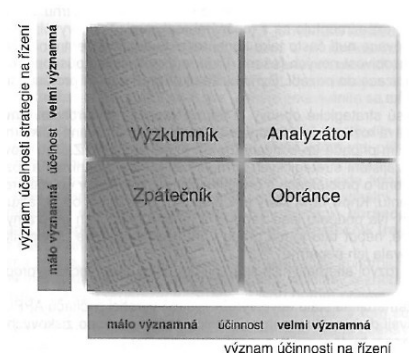 význam účelnosti strategie na řízení
málo významná účelnost velmi významná
Výzkumník Analyzátor
Zpátečník Obránce
málo významná účinnost velmi významná
význam účinnosti na řízení